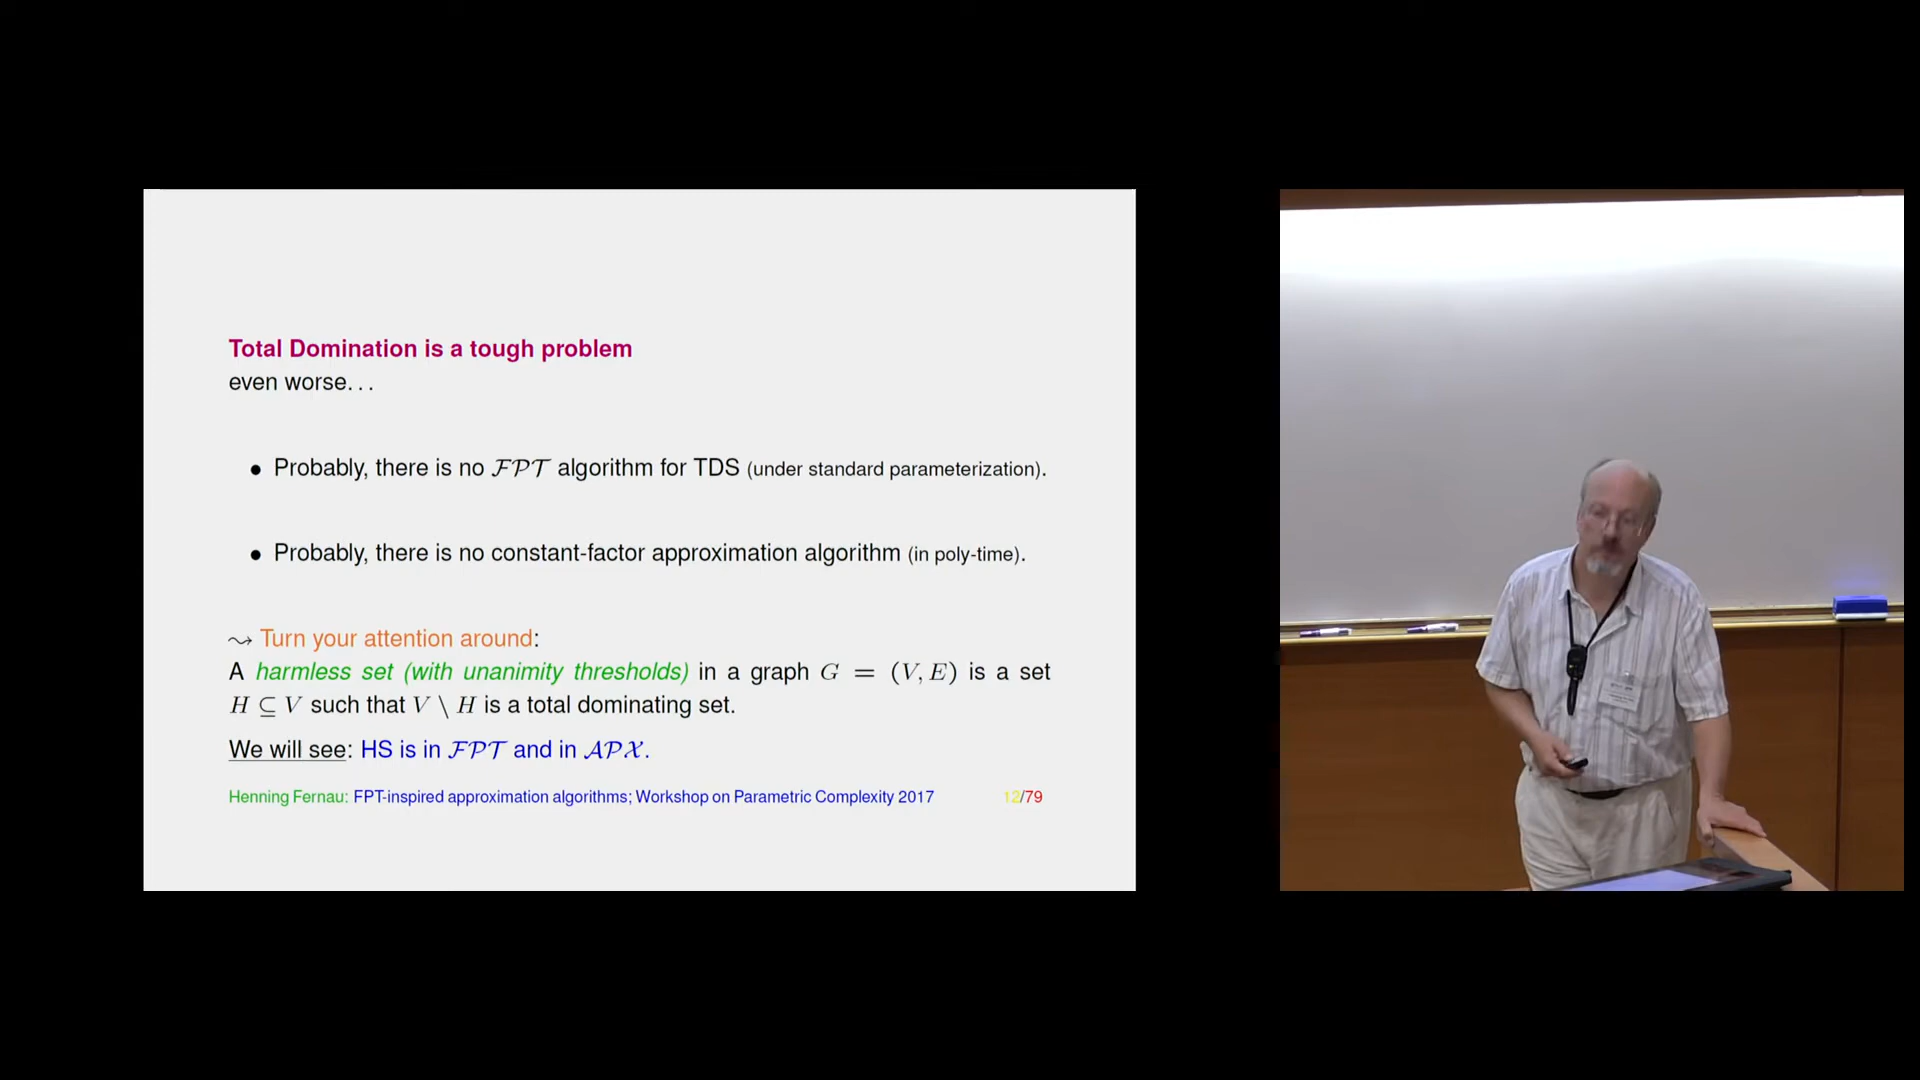 Total Domination is a tough problem
even worse. . .
• Probably, there is no 𝓕𝓟𝓣 algorithm for TDS (under standard parameterization).
• Probably, there is no constant-factor approximation algorithm (in poly-time).
⇝ Turn your attention around:
A harmless set (with unanimity thresholds) in a graph G = (V, E) is a set
H ⊆ V such that V \ H is a total dominating set.
We will see: HS is in 𝓕𝓟𝓣 and in 𝓐𝓟𝓧.
Henning Fernau: FPT-inspired approximation algorithms; Workshop on Parametric Complexity 2017 12/79